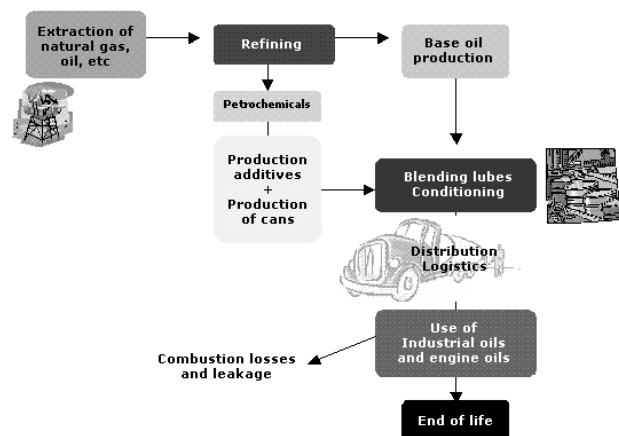 Extraction of
natural gas,
oil, etc
Refining
Base oil
production
Petrochemicals
Production
additives
+
Production
of cans
Blending lubes
Conditioning
Distribution
Logistics
Use of
Industrial oils
and engine oils
Combustion losses
and leakage
End of life